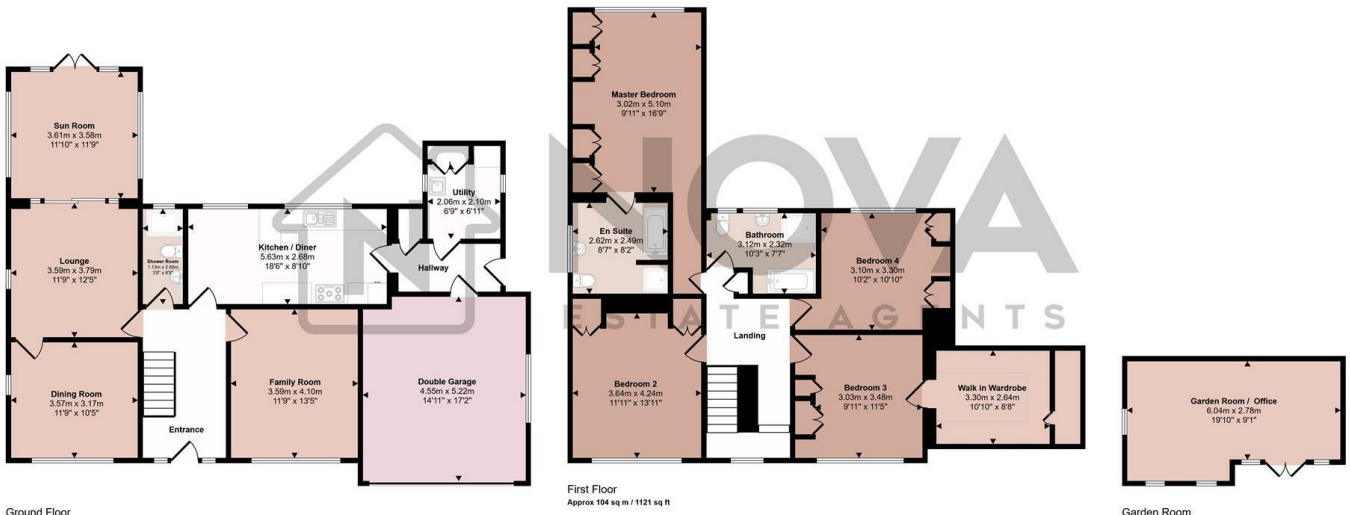 Sun Room
3.61m x 3.58m
11'10" x 11'9"
Lounge
3.59m x 3.79m
11'9" x 12'5"
Shower Room
1.13m x 2.66m
3'8" x 8'9"
Kitchen / Diner
5.63m x 2.68m
18'6" x 8'10"
Utility
2.06m x 2.10m
6'9" x 6'11"
Hallway
Dining Room
3.57m x 3.17m
11'9" x 10'5"
Entrance
Family Room
3.59m x 4.10m
11'9" x 13'5"
Double Garage
4.55m x 5.22m
14'11" x 17'2"
Ground Floor
NOVA
ESTATE AGENTS
Master Bedroom
3.02m x 5.10m
9'11" x 16'9"
En Suite
2.62m x 2.49m
8'7" x 8'2"
Bathroom
3.12m x 2.32m
10'3" x 7'7"
Bedroom 4
3.10m x 3.30m
10'2" x 10'10"
Landing
Bedroom 2
3.64m x 4.24m
11'11" x 13'11"
Bedroom 3
3.03m x 3.48m
9'11" x 11'5"
Walk in Wardrobe
3.30m x 2.64m
10'10" x 8'8"
First Floor
Approx 104 sq m / 1121 sq ft
Garden Room / Office
6.04m x 2.78m
19'10" x 9'1"
Garden Room